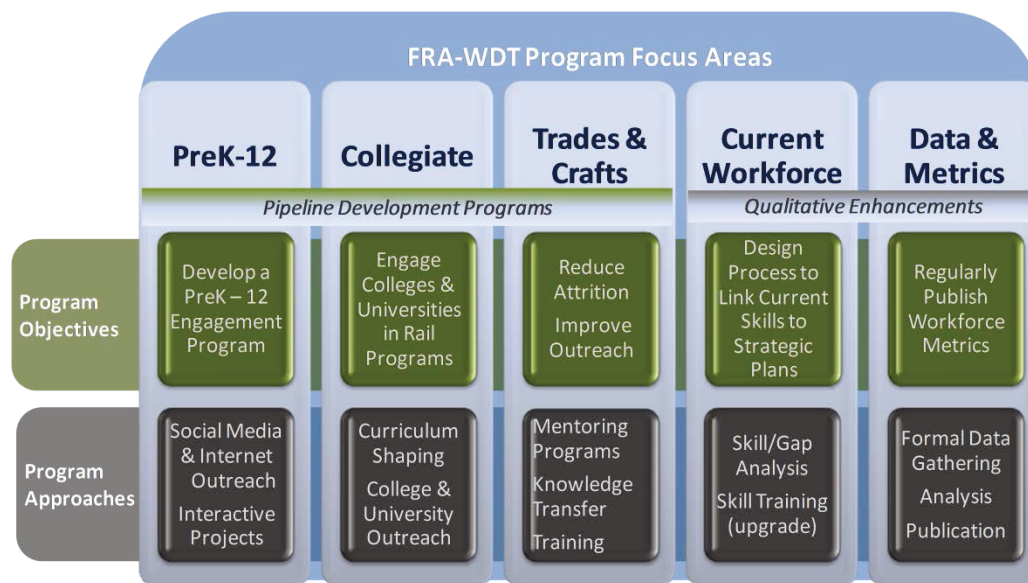 FRA-WDT Program Focus Areas
PreK-12
Collegiate
Trades &
Crafts
Current
Workforce
Data &
Metrics
Pipeline Development Programs
Qualitative Enhancements
Program
Objectives
Develop a
PreK – 12
Engagement
Program
Engage
Colleges &
Universities
in Rail
Programs
Reduce
Attrition
Improve
Outreach
Design
Process to
Link Current
Skills to
Strategic
Plans
Regularly
Publish
Workforce
Metrics
Program
Approaches
Social Media
& Internet
Outreach
Interactive
Projects
Curriculum
Shaping
College &
University
Outreach
Mentoring
Programs
Knowledge
Transfer
Training
Skill/Gap
Analysis
Skill Training
(upgrade)
Formal Data
Gathering
Analysis
Publication